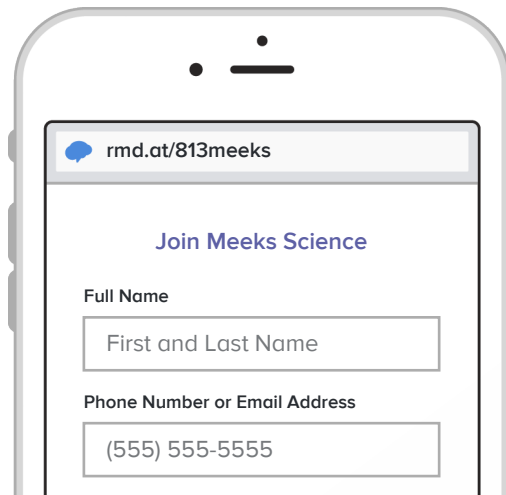 rmd.at/813meeks
Join Meeks Science
Full Name
First and Last Name
Phone Number or Email Address
(555) 555-5555